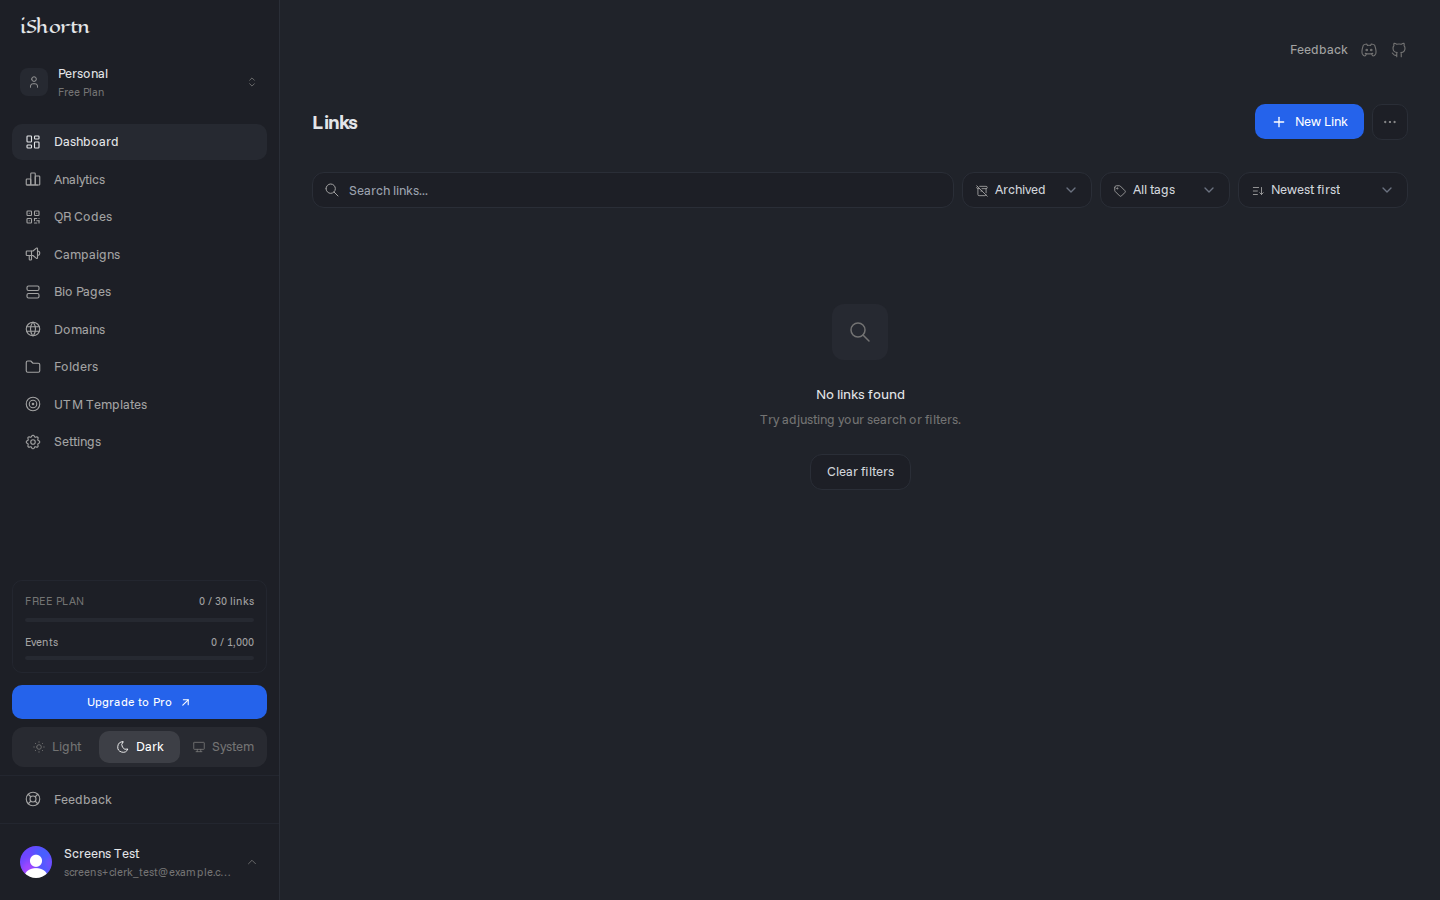 iShortn
Personal
Free Plan
Dashboard
Analytics
QR Codes
Campaigns
Bio Pages
Domains
Folders
UTM Templates
Settings
FREE PLAN 0 / 30 links
Events 0 / 1,000
Upgrade to Pro
Light Dark System
Feedback
Screens Test
screens+clerk_test@example.c...
Feedback
Links
New Link
Search links...
Archived
All tags
Newest first
No links found
Try adjusting your search or filters.
Clear filters